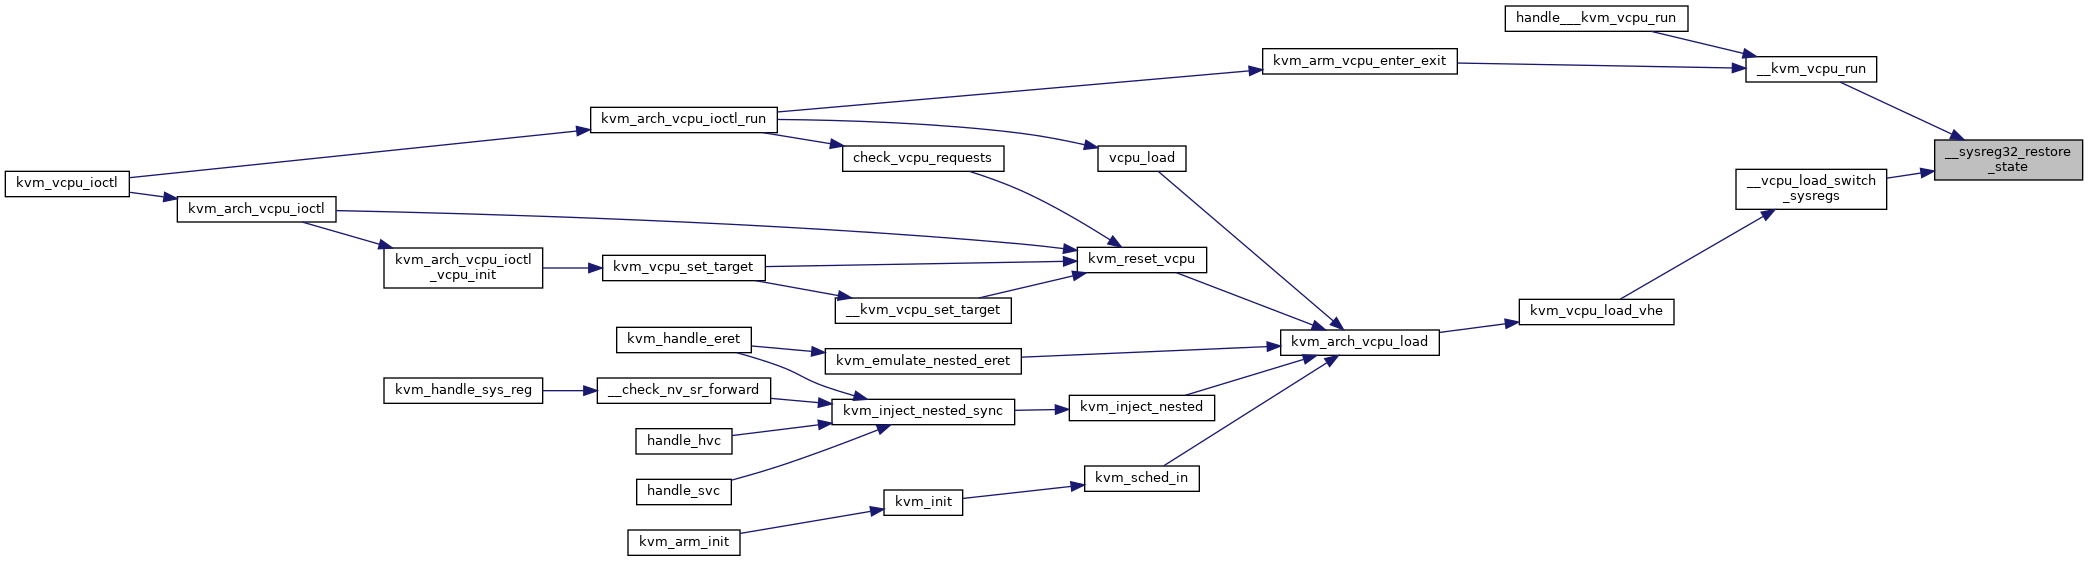 handle___kvm_vcpu_run
kvm_arm_vcpu_enter_exit
__kvm_vcpu_run
kvm_arch_vcpu_ioctl_run
check_vcpu_requests
vcpu_load
__sysreg32_restore
_state
kvm_vcpu_ioctl
kvm_arch_vcpu_ioctl
__vcpu_load_switch
_sysregs
kvm_arch_vcpu_ioctl
_vcpu_init
kvm_vcpu_set_target
kvm_reset_vcpu
__kvm_vcpu_set_target
kvm_vcpu_load_vhe
kvm_handle_eret
kvm_emulate_nested_eret
kvm_arch_vcpu_load
kvm_handle_sys_reg
__check_nv_sr_forward
kvm_inject_nested_sync
kvm_inject_nested
handle_hvc
handle_svc
kvm_sched_in
kvm_init
kvm_arm_init